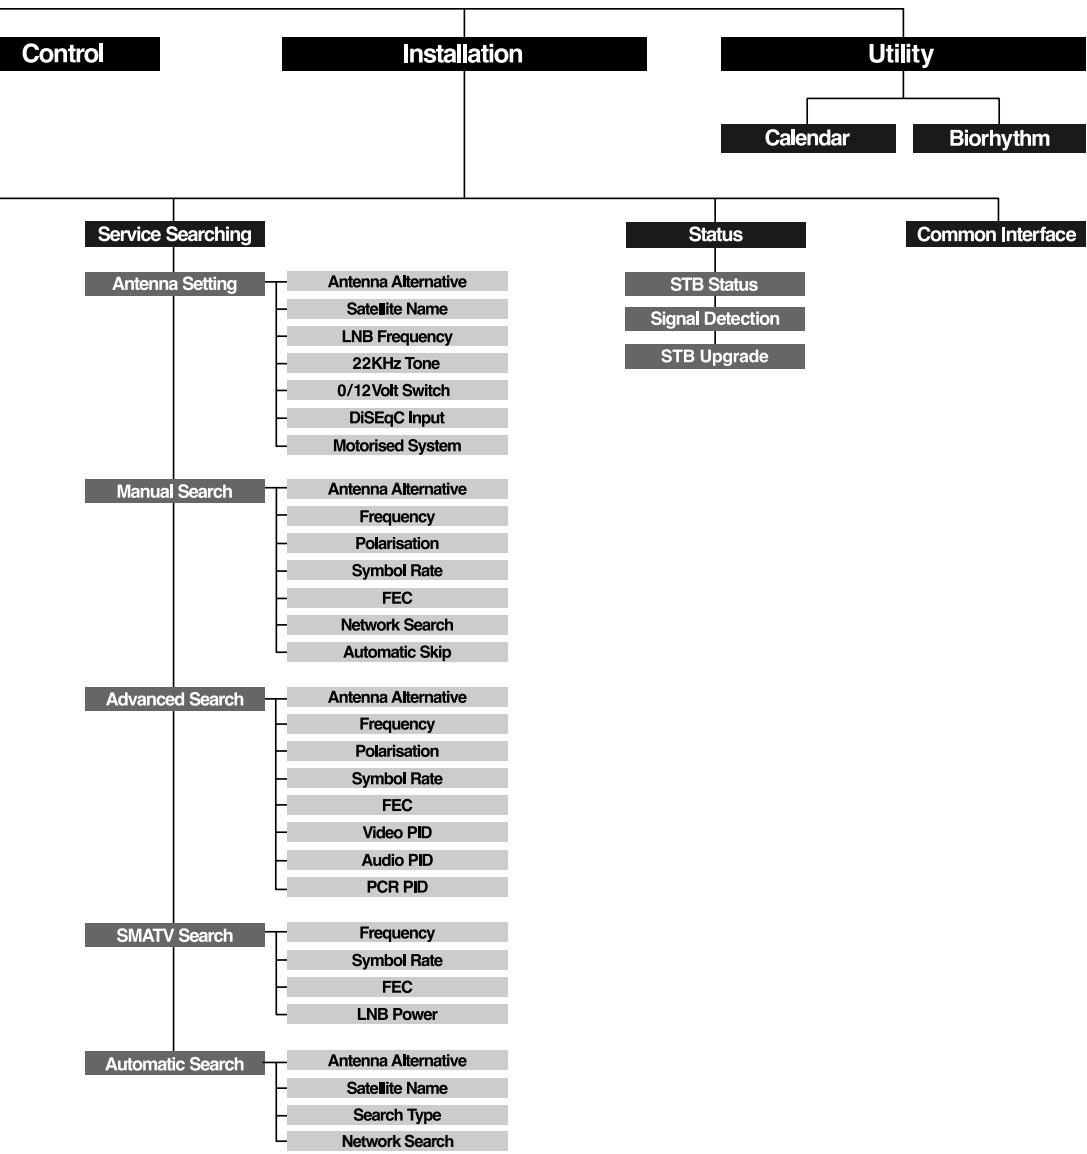 Control
Installation
Utility
Calendar
Biorhythm
Service Searching
Status
Common Interface
Antenna Setting
Antenna Alternative
Satellite Name
LNB Frequency
22KHz Tone
0/12Volt Switch
DiSEqC Input
Motorised System
STB Status
Signal Detection
STB Upgrade
Manual Search
Antenna Alternative
Frequency
Polarisation
Symbol Rate
FEC
Network Search
Automatic Skip
Advanced Search
Antenna Alternative
Frequency
Polarisation
Symbol Rate
FEC
Video PID
Audio PID
PCR PID
SMATV Search
Frequency
Symbol Rate
FEC
LNB Power
Automatic Search
Antenna Alternative
Satellite Name
Search Type
Network Search